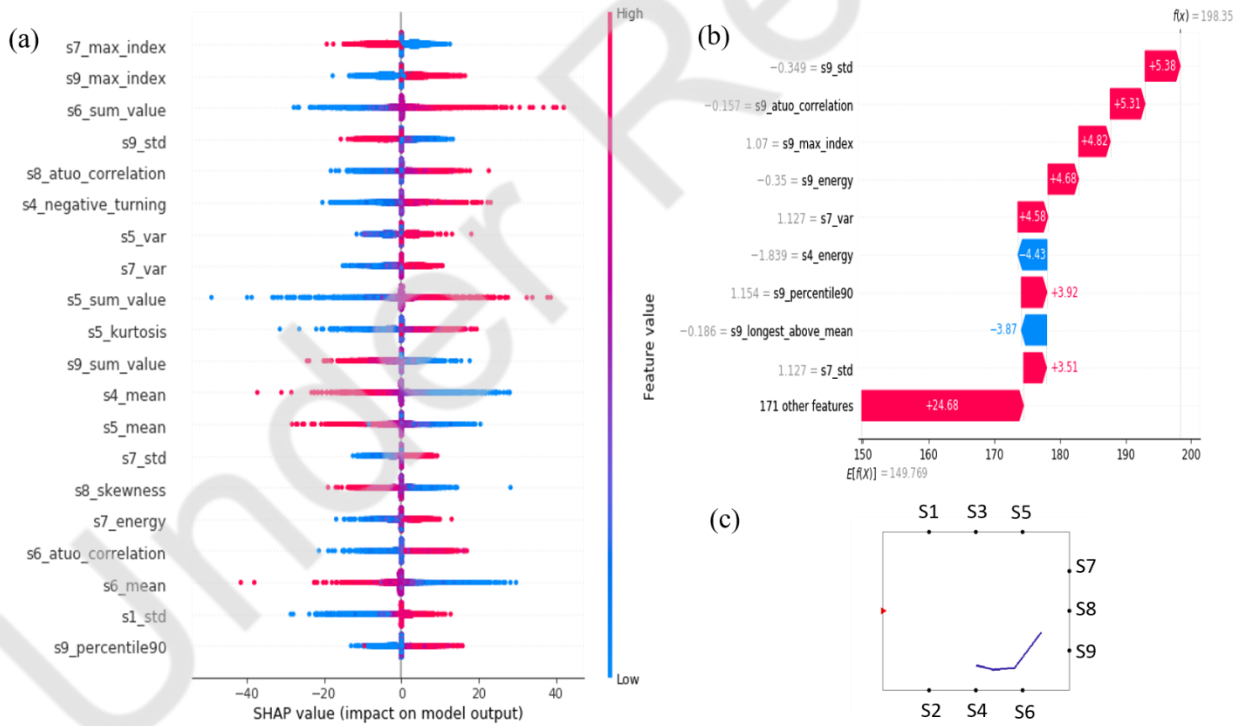 (a)
s7_max_index
s9_max_index
s6_sum_value
s9_std
s8_atuo_correlation
s4_negative_turning
s5_var
s7_var
s5_sum_value
s5_kurtosis
s9_sum_value
s4_mean
s5_mean
s7_std
s8_skewness
s7_energy
s6_atuo_correlation
s6_mean
s1_std
s9_percentile90
−40 −20 0 20 40
SHAP value (impact on model output)
High
Feature value
Low
(b)
f(x) = 198.35
−0.349 = s9_std +5.38
−0.157 = s9_atuo_correlation +5.31
1.07 = s9_max_index +4.82
−0.35 = s9_energy +4.68
1.127 = s7_var +4.58
−1.839 = s4_energy −4.43
1.154 = s9_percentile90 +3.92
−0.186 = s9_longest_above_mean −3.87
1.127 = s7_std +3.51
171 other features +24.68
150 160 170 180 190 200
E[f(X)] = 149.769
(c)
S1 S3 S5
S7
S8
S9
S2 S4 S6
Under Re